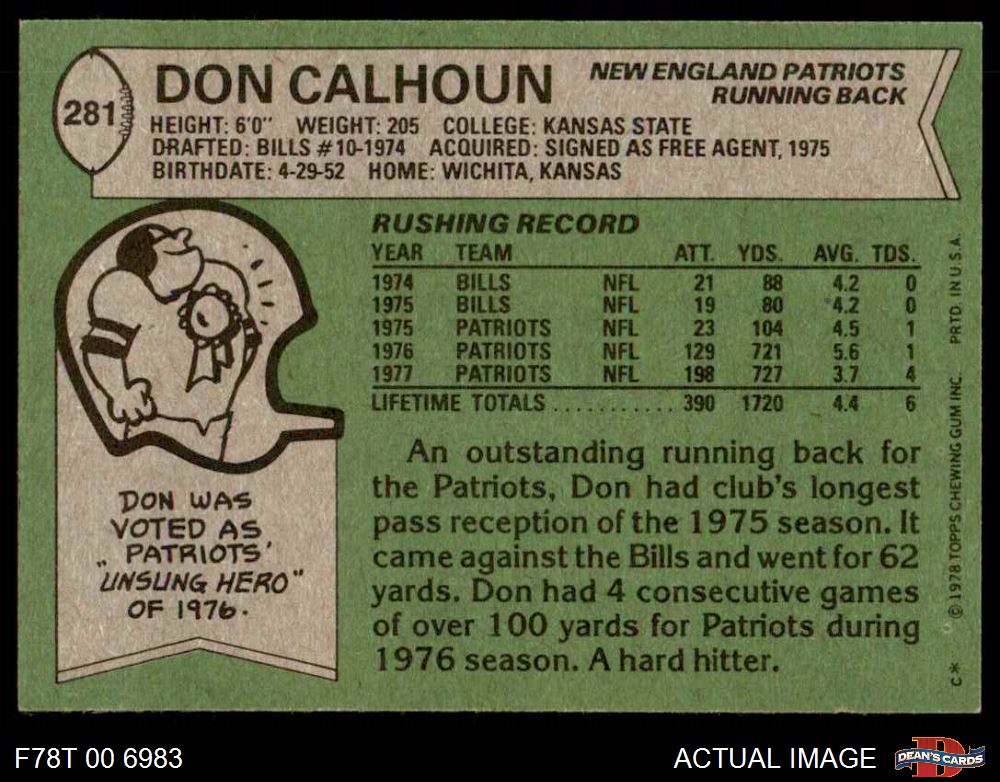 281
DON CALHOUN
NEW ENGLAND PATRIOTS
RUNNING BACK
HEIGHT: 6'0" WEIGHT: 205 COLLEGE: KANSAS STATE
DRAFTED: BILLS #10-1974 ACQUIRED: SIGNED AS FREE AGENT, 1975
BIRTHDATE: 4-29-52 HOME: WICHITA, KANSAS
RUSHING RECORD
YEAR TEAM ATT. YDS. AVG. TDS.
1974 BILLS NFL 21 88 4.2 0
1975 BILLS NFL 19 80 4.2 0
1975 PATRIOTS NFL 23 104 4.5 1
1976 PATRIOTS NFL 129 721 5.6 1
1977 PATRIOTS NFL 198 727 3.7 4
LIFETIME TOTALS ........... 390 1720 4.4 6
An outstanding running back for
the Patriots, Don had club's longest
pass reception of the 1975 season. It
came against the Bills and went for 62
yards. Don had 4 consecutive games
of over 100 yards for Patriots during
1976 season. A hard hitter.
DON WAS
VOTED AS
„PATRIOTS'
UNSUNG HERO"
OF 1976.
C* © 1978 TOPPS CHEWING GUM INC. PRTD. IN U.S.A.
F78T 00 6983
ACTUAL IMAGE
D
DEAN'S CARDS